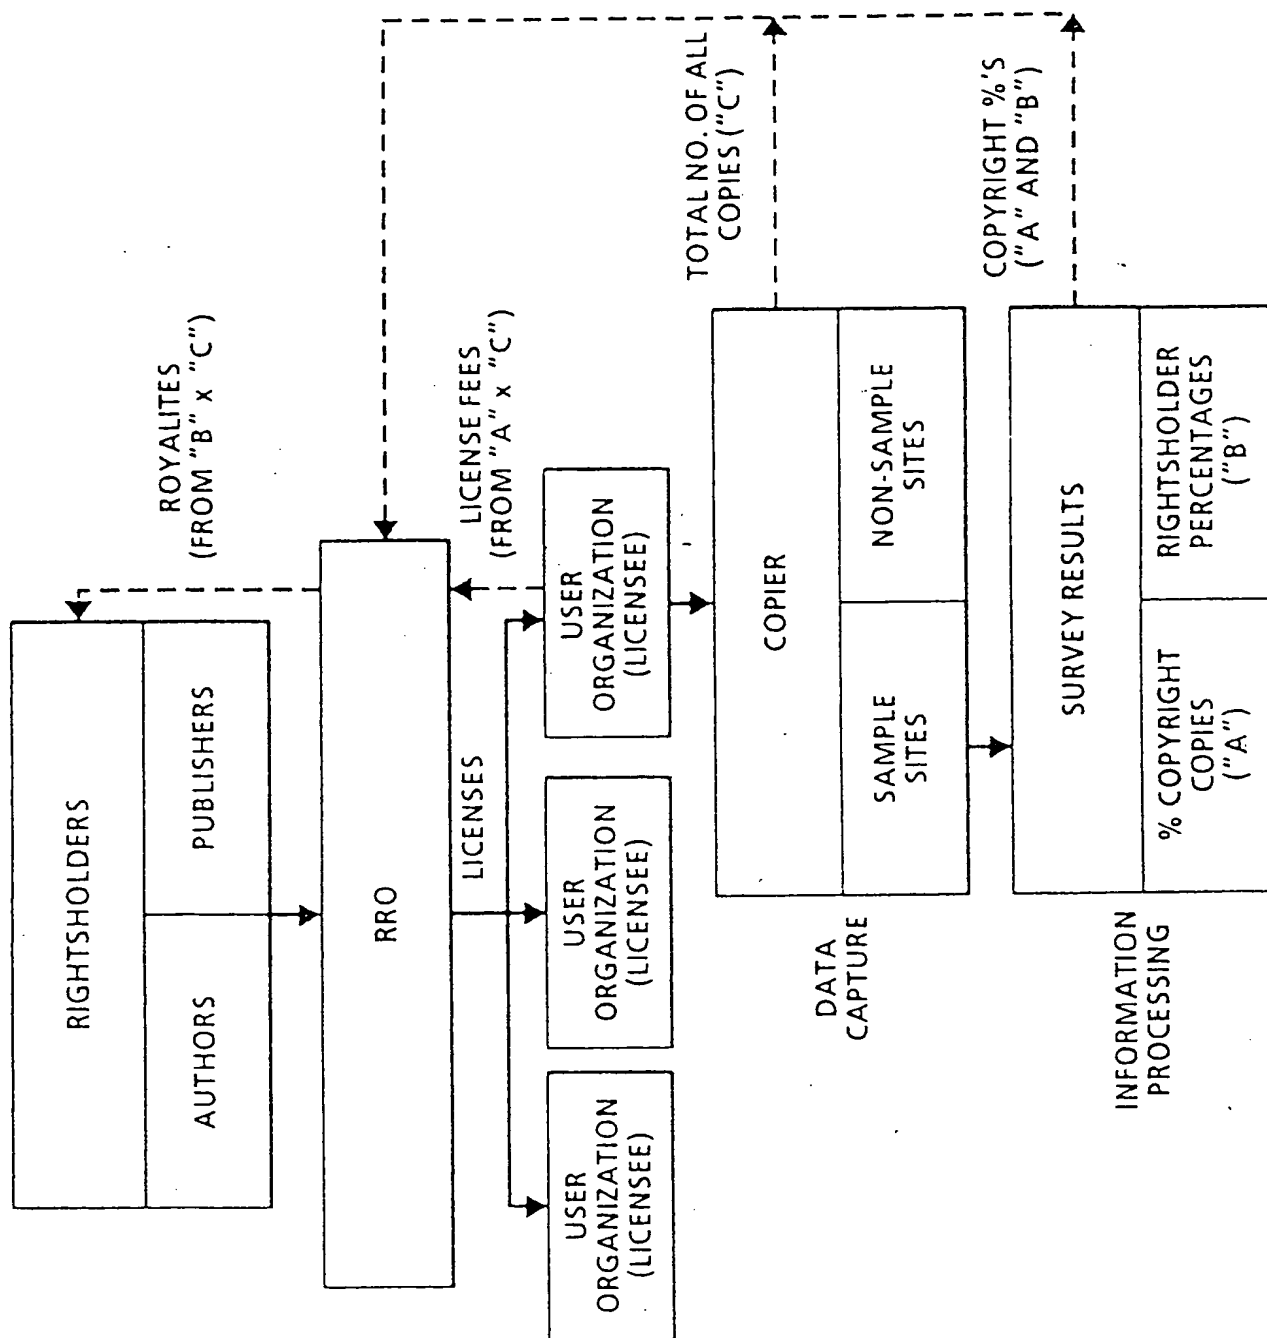 RIGHTSHOLDERS
AUTHORS
PUBLISHERS
ROYALITES
(FROM "B" x "C")
RRO
LICENSES
LICENSE FEES
(FROM "A" x "C")
USER
ORGANIZATION
(LICENSEE)
USER
ORGANIZATION
(LICENSEE)
USER
ORGANIZATION
(LICENSEE)
TOTAL NO. OF ALL
COPIES ("C")
DATA
CAPTURE
COPIER
SAMPLE
SITES
NON-SAMPLE
SITES
COPYRIGHT %'S
("A" AND "B")
INFORMATION
PROCESSING
SURVEY RESULTS
% COPYRIGHT
COPIES
("A")
RIGHTSHOLDER
PERCENTAGES
("B")